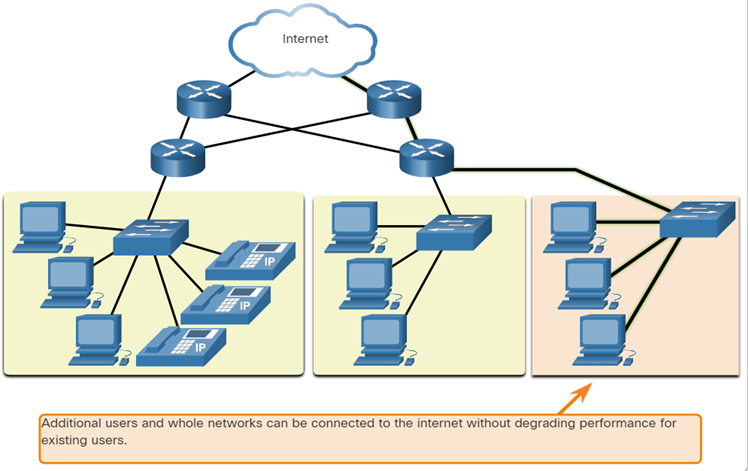 Internet
IP
IP
IP
Additional users and whole networks can be connected to the internet without degrading performance for
existing users.